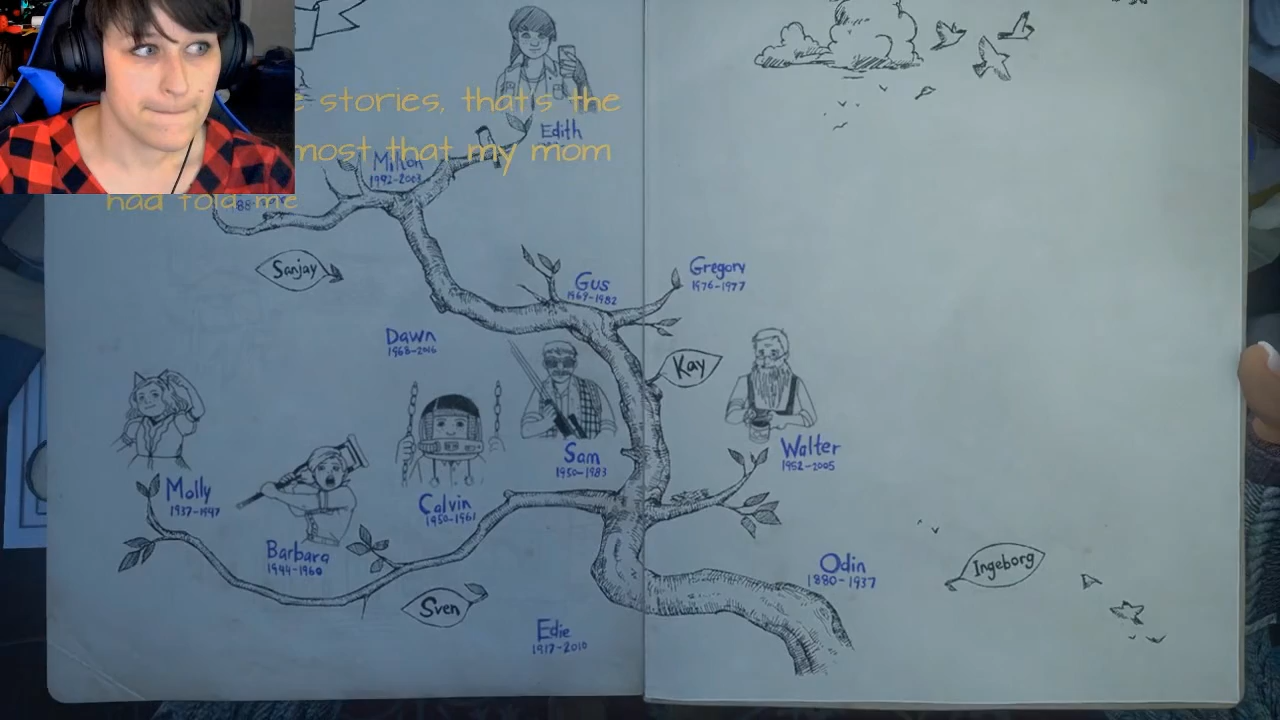 e stories, that's the
Edith
most that my mom
Milton
1992-2003
had told me
Sanjay
Gus
1969-1982
Gregory
1976-1977
Dawn
1968-2016
Kay
Walter
1952-2005
Sam
1950-1983
Molly
1937-1947
Calvin
1950-1961
Barbara
1944-1960
Odin
1880-1937
Ingeborg
Sven
Edie
1917-2010